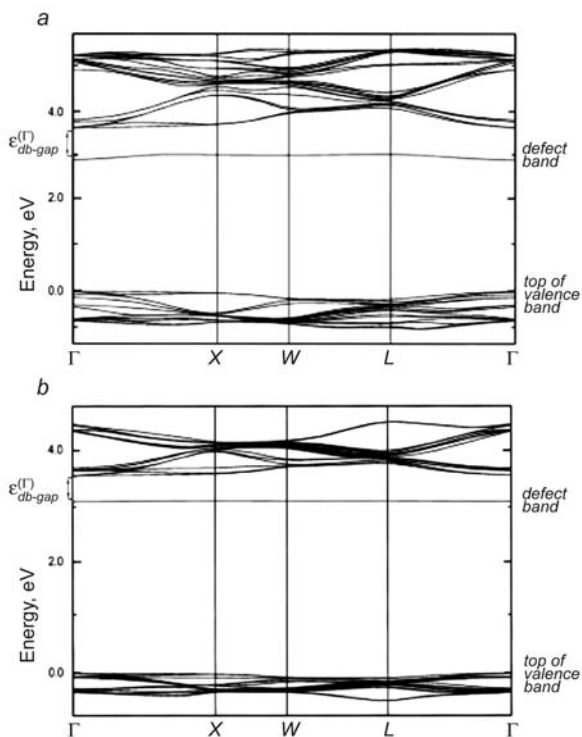 a
4.0
ε(Γ)db-gap
defect
band
2.0
Energy, eV
0.0
top of
valence
band
Γ X W L Γ
b
4.0
ε(Γ)db-gap
defect
band
2.0
Energy, eV
0.0
top of
valence
band
Γ X W L Γ